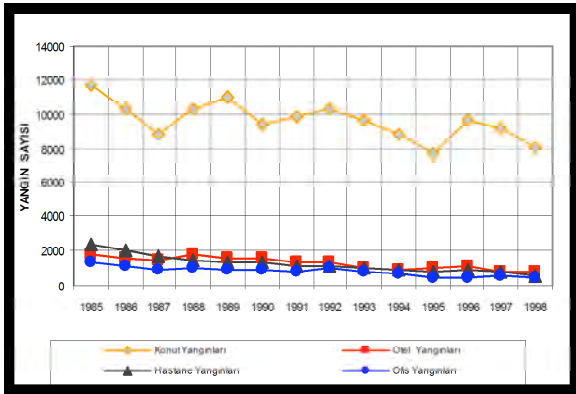 YANGIN SAYISI
14000
12000
10000
8000
6000
4000
2000
0
1985 1986 1987 1988 1989 1990 1991 1992 1993 1994 1995 1996 1997 1998
Konut Yangınları Otel Yangınları
Hastane Yangınları Ofis Yangınları